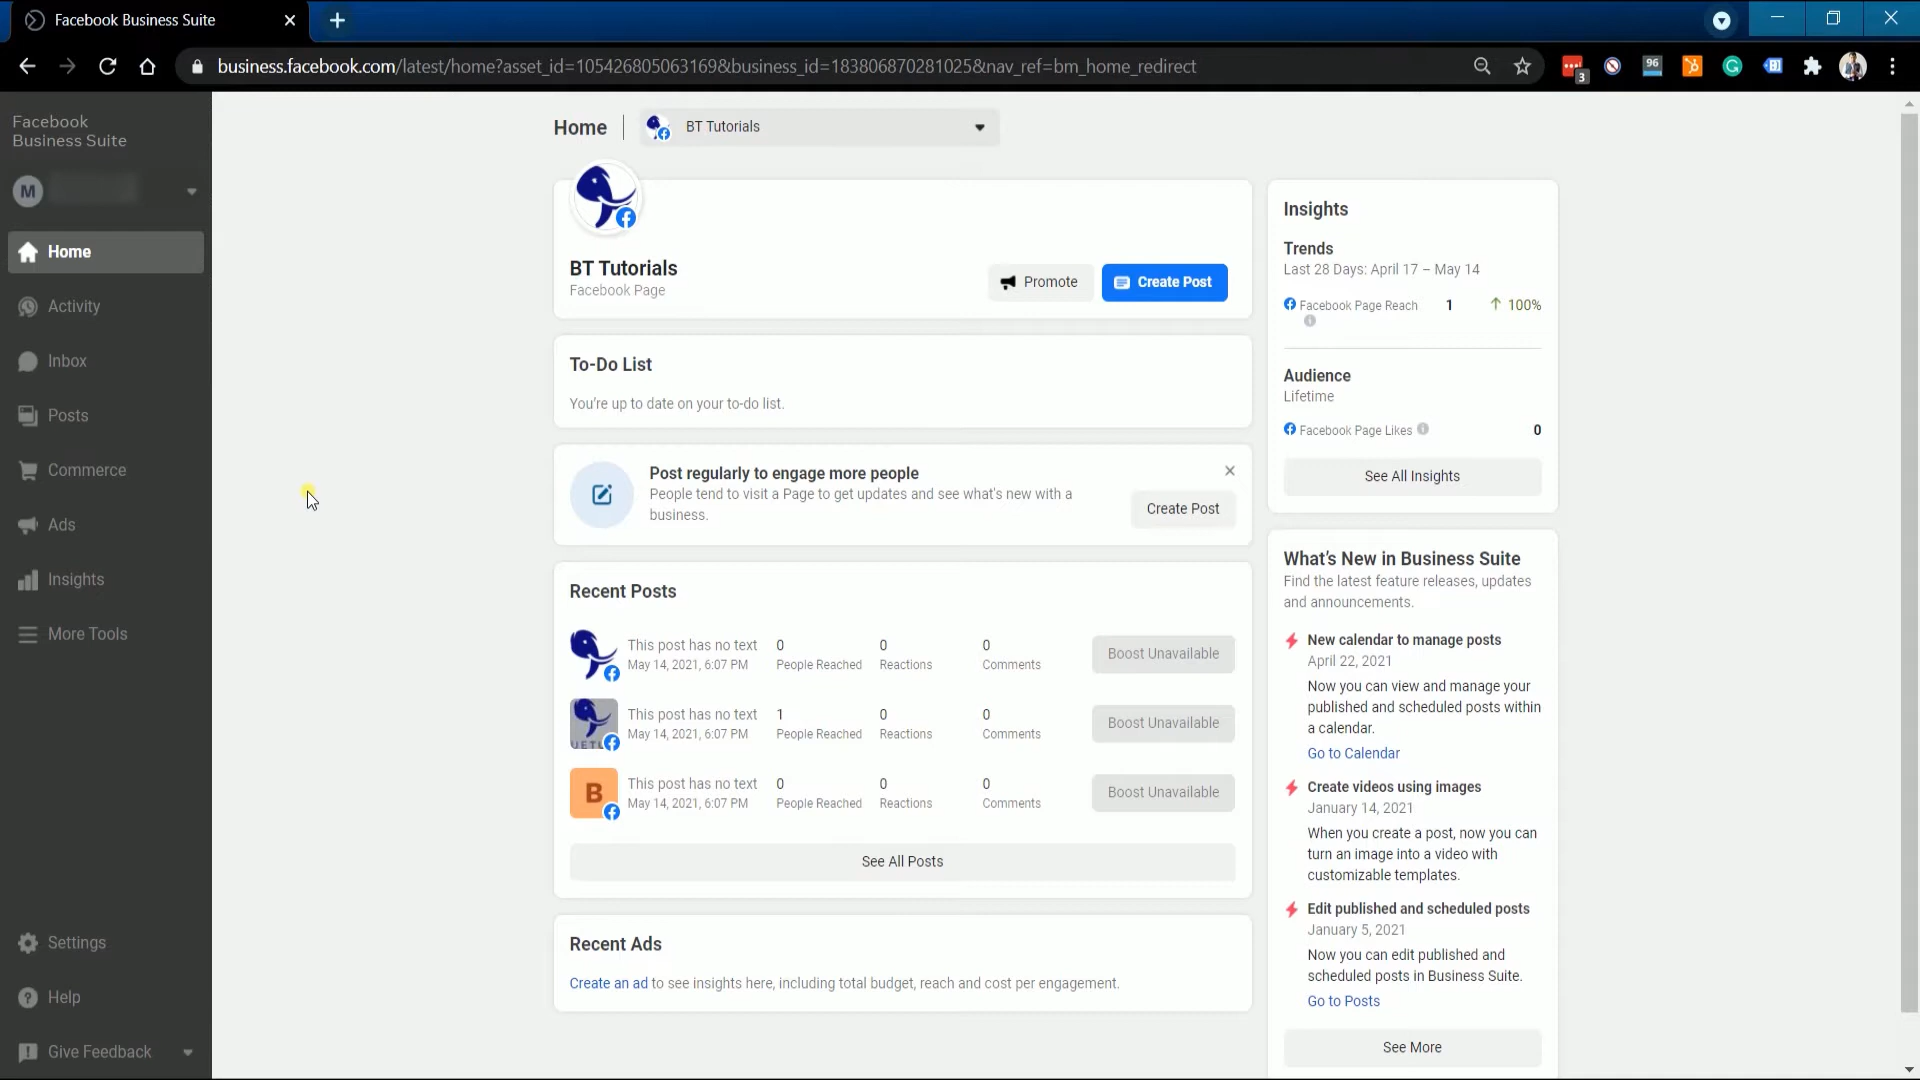 Facebook Business Suite
business.facebook.com/latest/home?asset_id=105426805063169&business_id=183806870281025&nav_ref=bm_home_redirect
3
96
Facebook
Business Suite
M
Home
Activity
Inbox
Posts
Commerce
Ads
Insights
More Tools
Settings
Help
Give Feedback
Home
BT Tutorials
BT Tutorials
Facebook Page
Promote
Create Post
To-Do List
You're up to date on your to-do list.
Post regularly to engage more people
People tend to visit a Page to get updates and see what's new with a
business.
Create Post
Recent Posts
This post has no text 0 0 0
May 14, 2021, 6:07 PM People Reached Reactions Comments
Boost Unavailable
This post has no text 1 0 0
May 14, 2021, 6:07 PM People Reached Reactions Comments
Boost Unavailable
B
This post has no text 0 0 0
May 14, 2021, 6:07 PM People Reached Reactions Comments
Boost Unavailable
See All Posts
Recent Ads
Create an ad to see insights here, including total budget, reach and cost per engagement.
Insights
Trends
Last 28 Days: April 17 – May 14
Facebook Page Reach 1 100%
Audience
Lifetime
Facebook Page Likes 0
See All Insights
What's New in Business Suite
Find the latest feature releases, updates
and announcements.
New calendar to manage posts
April 22, 2021
Now you can view and manage your
published and scheduled posts within
a calendar.
Go to Calendar
Create videos using images
January 14, 2021
When you create a post, now you can
turn an image into a video with
customizable templates.
Edit published and scheduled posts
January 5, 2021
Now you can edit published and
scheduled posts in Business Suite.
Go to Posts
See More